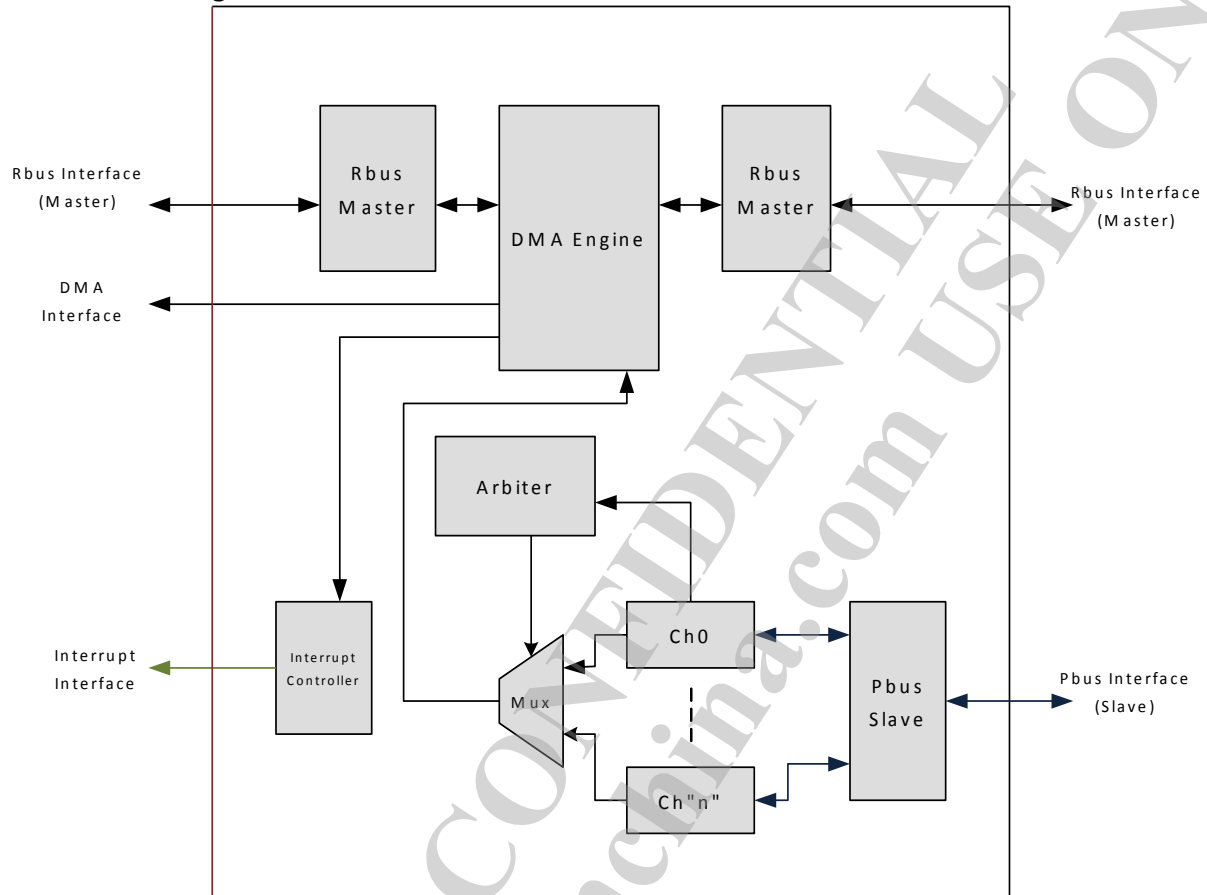 Rbus Interface
(Master)
Rbus
Master
DMA Engine
Rbus
Master
Rbus Interface
(Master)
DMA
Interface
Arbiter
Interrupt
Interface
Interrupt
Controller
Mux
Ch0
Ch"n"
Pbus
Slave
Pbus Interface
(Slave)
CONFIDENTIAL
china.com USE ON